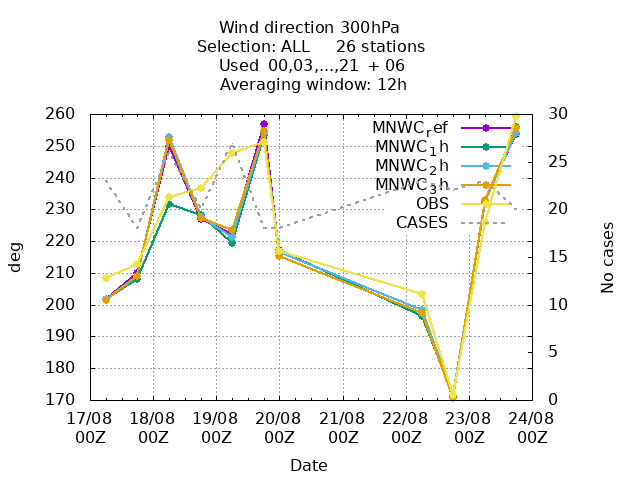 Wind direction 300hPa
Selection: ALL 26 stations
Used 00,03,...,21 + 06
Averaging window: 12h
260
250
240
230
220
210
200
190
180
170
30
25
20
15
10
5
0
MNWC_ref
MNWC_1h
MNWC_2h
MNWC_3h
OBS
CASES
deg
No cases
17/08 18/08 19/08 20/08 21/08 22/08 23/08 24/08
00Z 00Z 00Z 00Z 00Z 00Z 00Z 00Z
Date